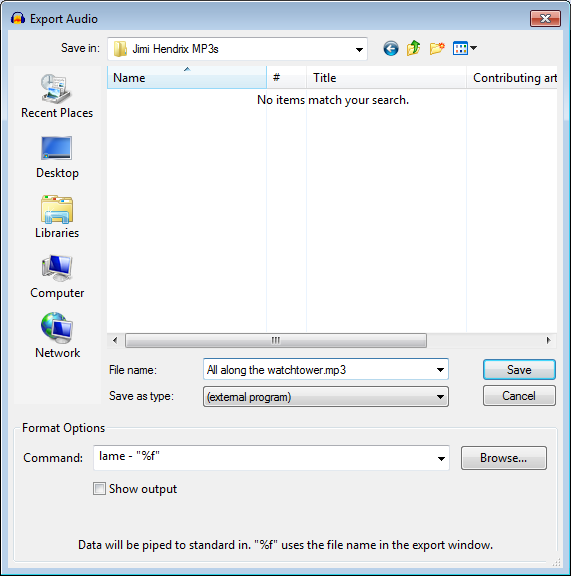 Export Audio
Save in: Jimi Hendrix MP3s
Name # Title Contributing art
No items match your search.
Recent Places
Desktop
Libraries
Computer
Network
File name: All along the watchtower.mp3 Save
Save as type: (external program) Cancel
Format Options
Command: lame - "%f" Browse...
Show output
Data will be piped to standard in. "%f" uses the file name in the export window.